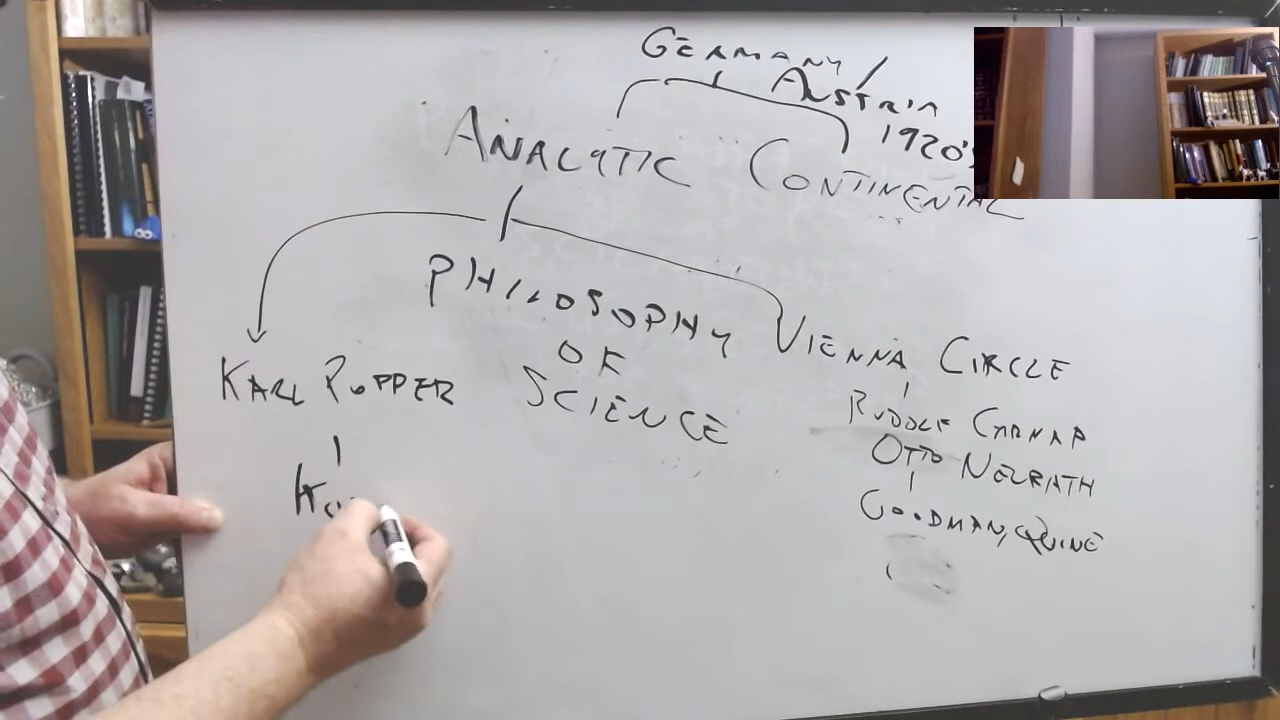 GERMANY/
AUSTRIA
1920's
ANALYTIC CONTINENTAL
PHILOSOPHY
OF
SCIENCE
KARL POPPER
VIENNA CIRCLE
RUDOLF CARNAP
OTTO NEURATH
GOODMAN, QUINE